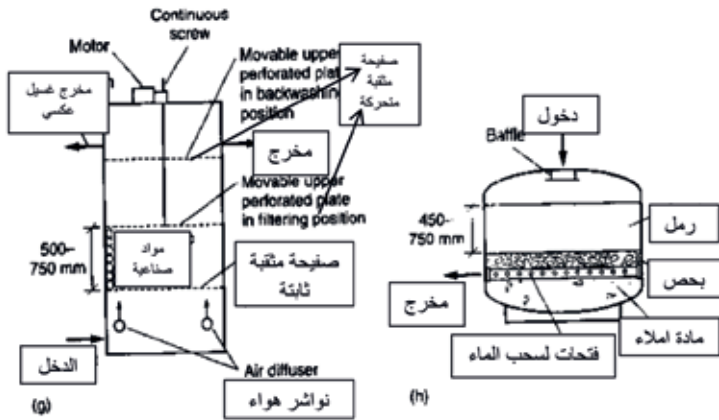 Continuous
screw
Motor
Movable upper
perforated plate
in backwashing
position
صفيحة
مثقبة
متحركة
مخرج غسيل
عكسي
مخرج
Movable upper
perforated plate
in filtering position
500–
750 mm
مواد
صناعية
صفيحة مثقبة
ثابتة
الدخل
Air diffuser
نواشر هواء
(g)
دخول
Baffle
450–
750 mm
رمل
بحص
مخرج
مادة املاء
فتحات لسحب الماء
(h)